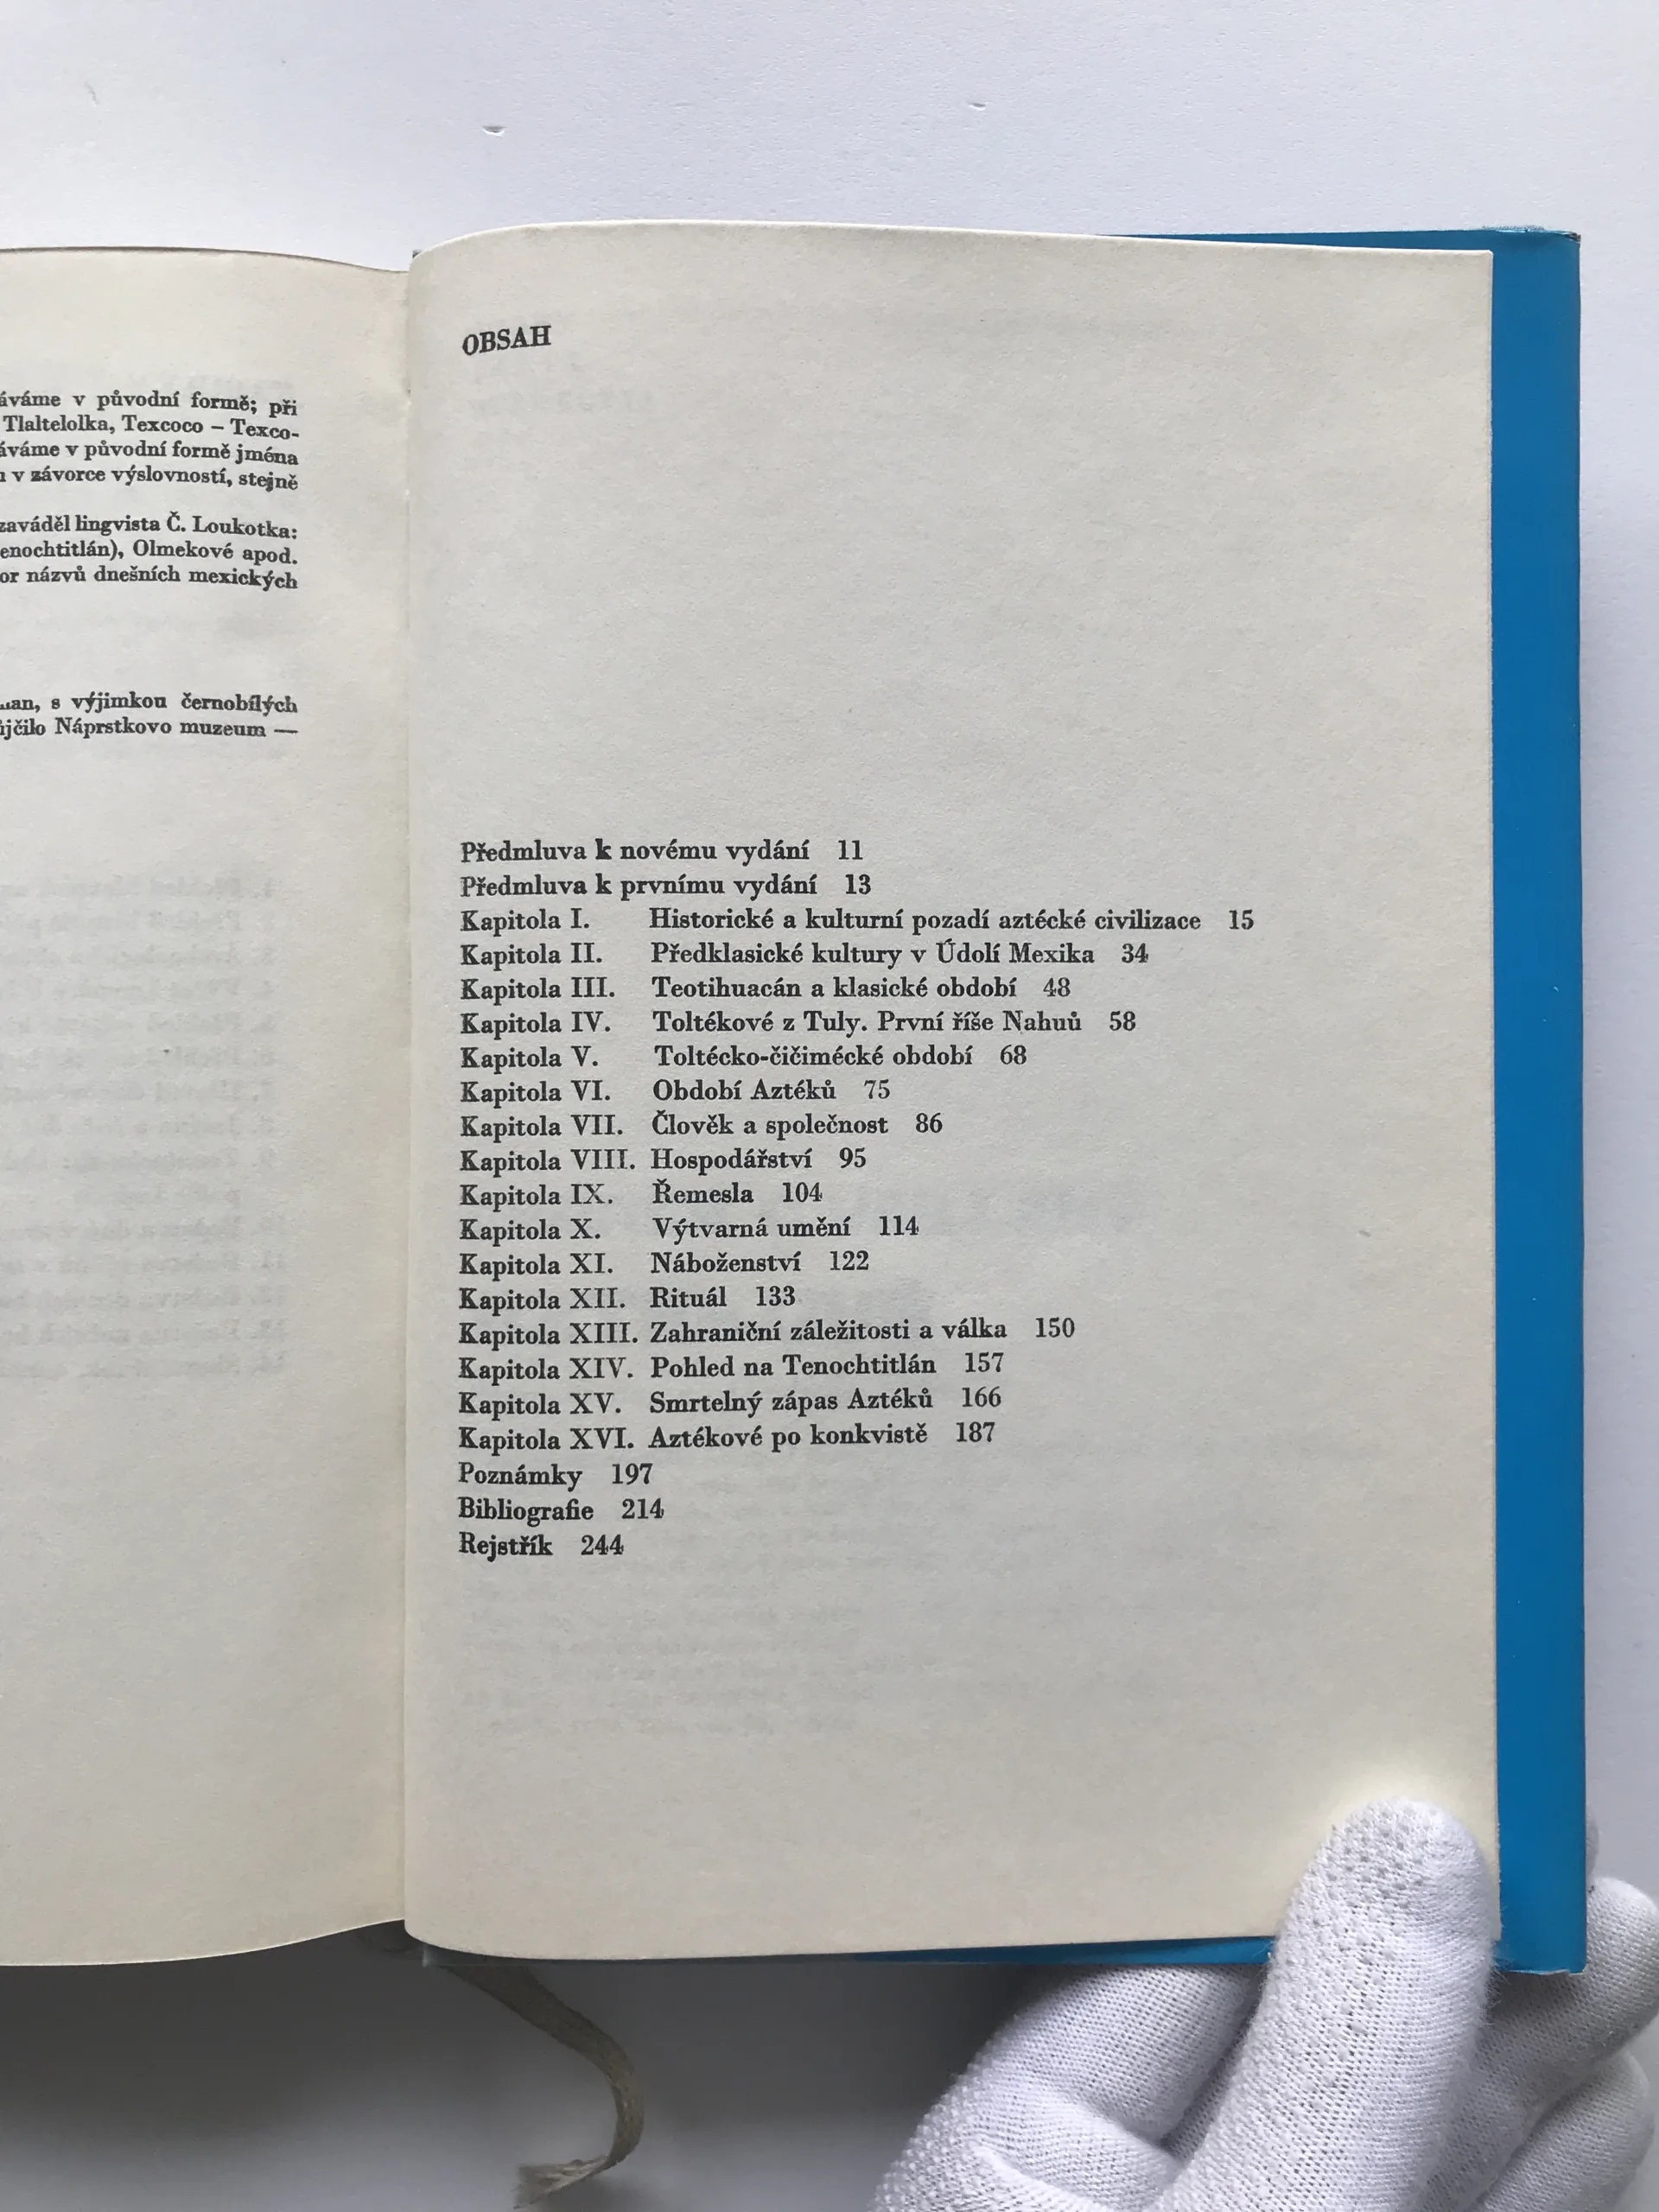 áváme v původní formě; při
Tlaltelolka, Texcoco – Texco-
áváme v původní formě jména
v závorce výslovností, stejně
zaváděl lingvista Č. Loukotka:
enochtitlán), Olmekové apod.
or názvů dnešních mexických
s výjimkou černobílých
ůjčilo Náprstkovo muzeum —
OBSAH
Předmluva k novému vydání 11
Předmluva k prvnímu vydání 13
Kapitola I. Historické a kulturní pozadí aztécké civilizace 15
Kapitola II. Předklasické kultury v Údolí Mexika 34
Kapitola III. Teotihuacán a klasické období 48
Kapitola IV. Toltékové z Tuly. První říše Nahuů 58
Kapitola V. Toltécko-čičimécké období 68
Kapitola VI. Období Aztéků 75
Kapitola VII. Člověk a společnost 86
Kapitola VIII. Hospodářství 95
Kapitola IX. Řemesla 104
Kapitola X. Výtvarná umění 114
Kapitola XI. Náboženství 122
Kapitola XII. Rituál 133
Kapitola XIII. Zahraniční záležitosti a válka 150
Kapitola XIV. Pohled na Tenochtitlán 157
Kapitola XV. Smrtelný zápas Aztéků 166
Kapitola XVI. Aztékové po konkvistě 187
Poznámky 197
Bibliografie 214
Rejstřík 244